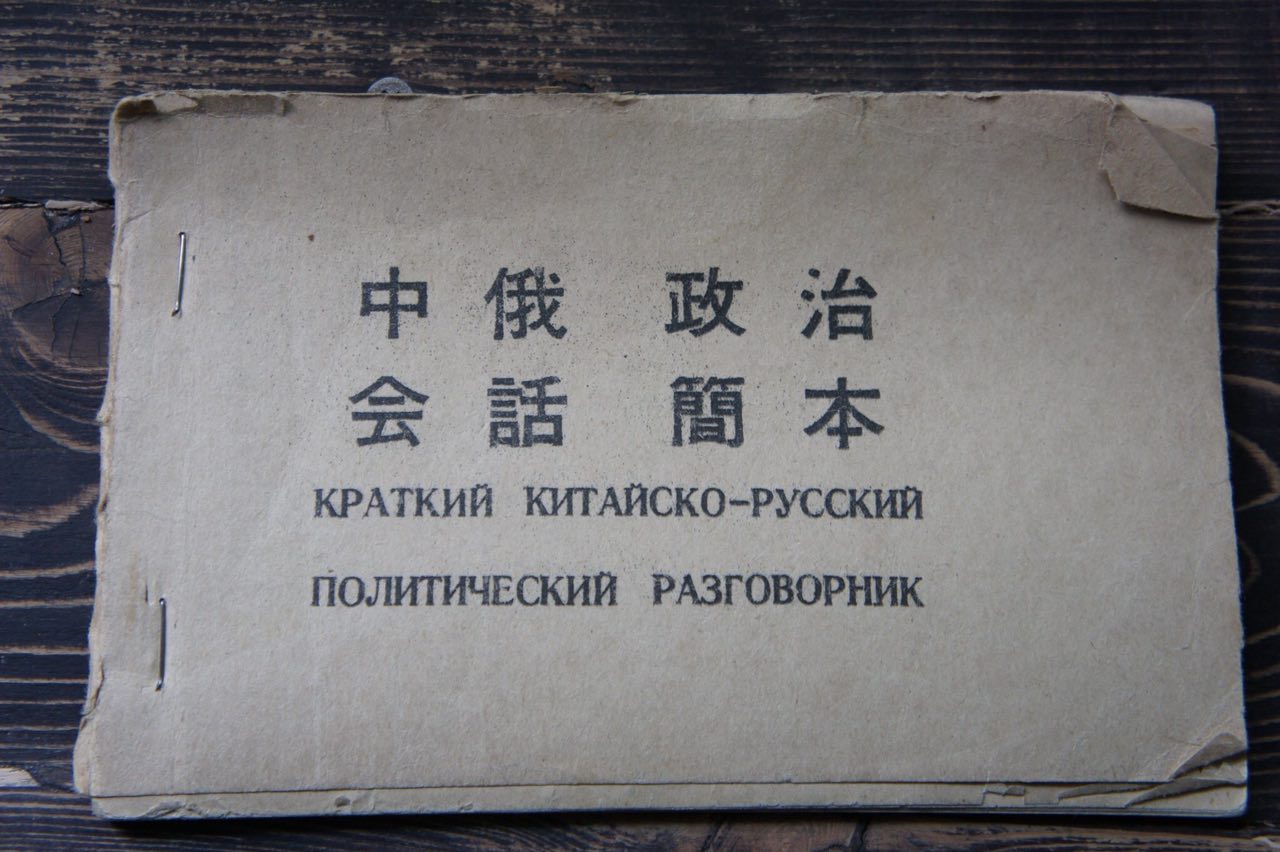 中俄 政治
会話 簡本
КРАТКИЙ КИТАЙСКО-РУССКИЙ
ПОЛИТИЧЕСКИЙ РАЗГОВОРНИК